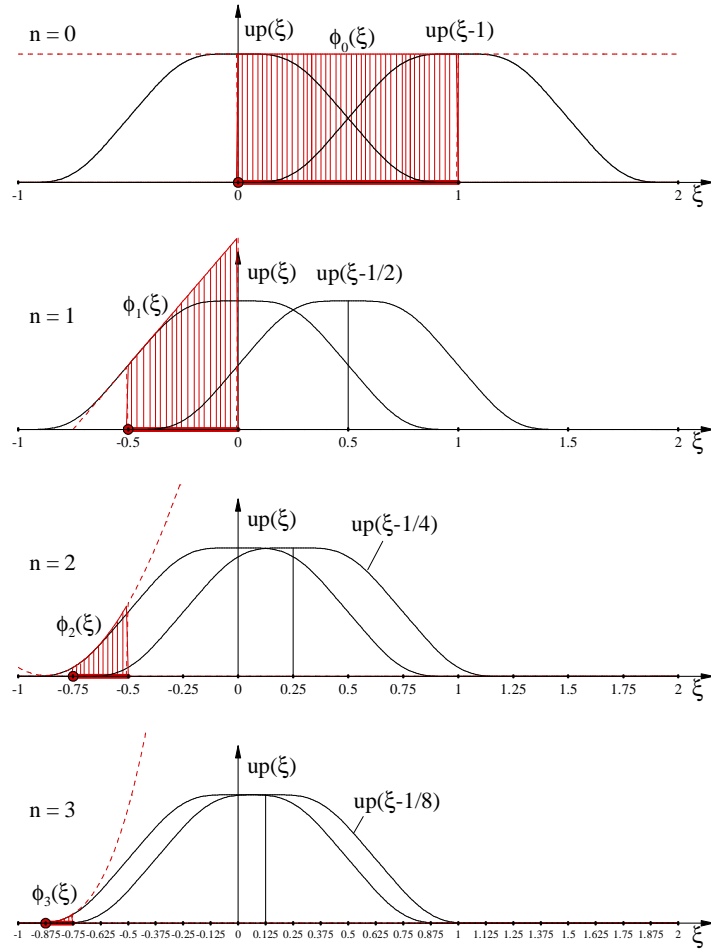 n = 0 up(ξ) ϕ0(ξ) up(ξ-1)
-1 0 1 2 ξ
n = 1 ϕ1(ξ) up(ξ) up(ξ-1/2)
-1 -0.5 0 0.5 1 1.5 2 ξ
n = 2 ϕ2(ξ) up(ξ) up(ξ-1/4)
-1 -0.75 -0.5 -0.25 0 0.25 0.5 0.75 1 1.25 1.5 1.75 2 ξ
n = 3 ϕ3(ξ) up(ξ) up(ξ-1/8)
-1 -0.875 -0.75 -0.625 -0.5 -0.375 -0.25 -0.125 0 0.125 0.25 0.375 0.5 0.625 0.75 0.875 1 1.125 1.25 1.375 1.5 1.625 1.75 1.875 2 ξ